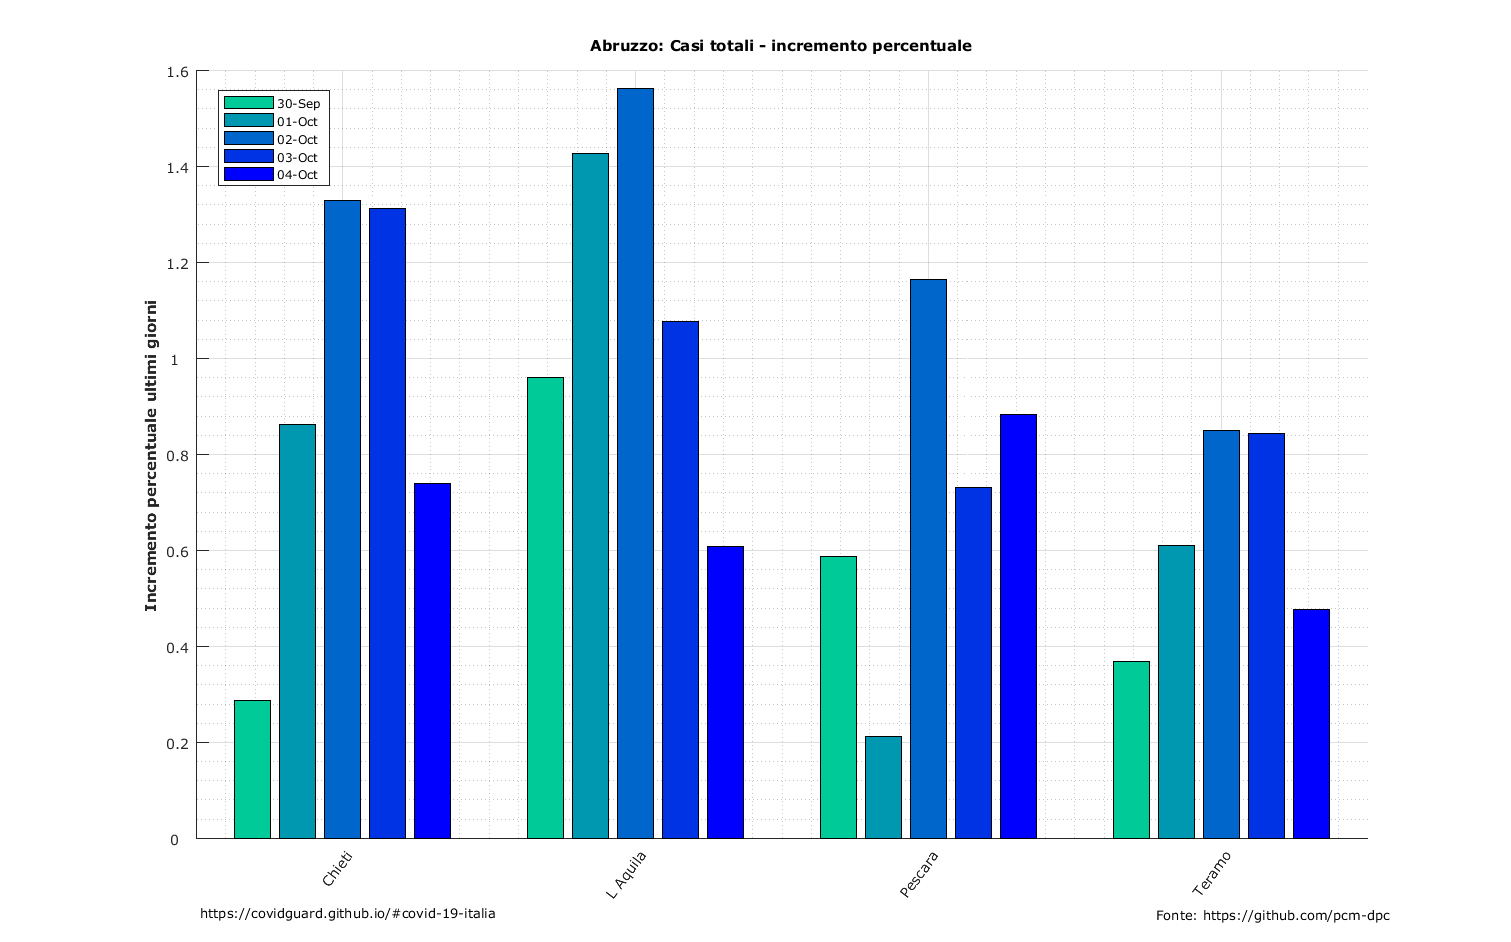 Abruzzo: Casi totali - incremento percentuale
1.6
1.4
1.2
1
0.8
0.6
0.4
0.2
0
Incremento percentuale ultimi giorni
30-Sep
01-Oct
02-Oct
03-Oct
04-Oct
Chieti
L Aquila
Pescara
Teramo
https://covidguard.github.io/#covid-19-italia
Fonte: https://github.com/pcm-dpc